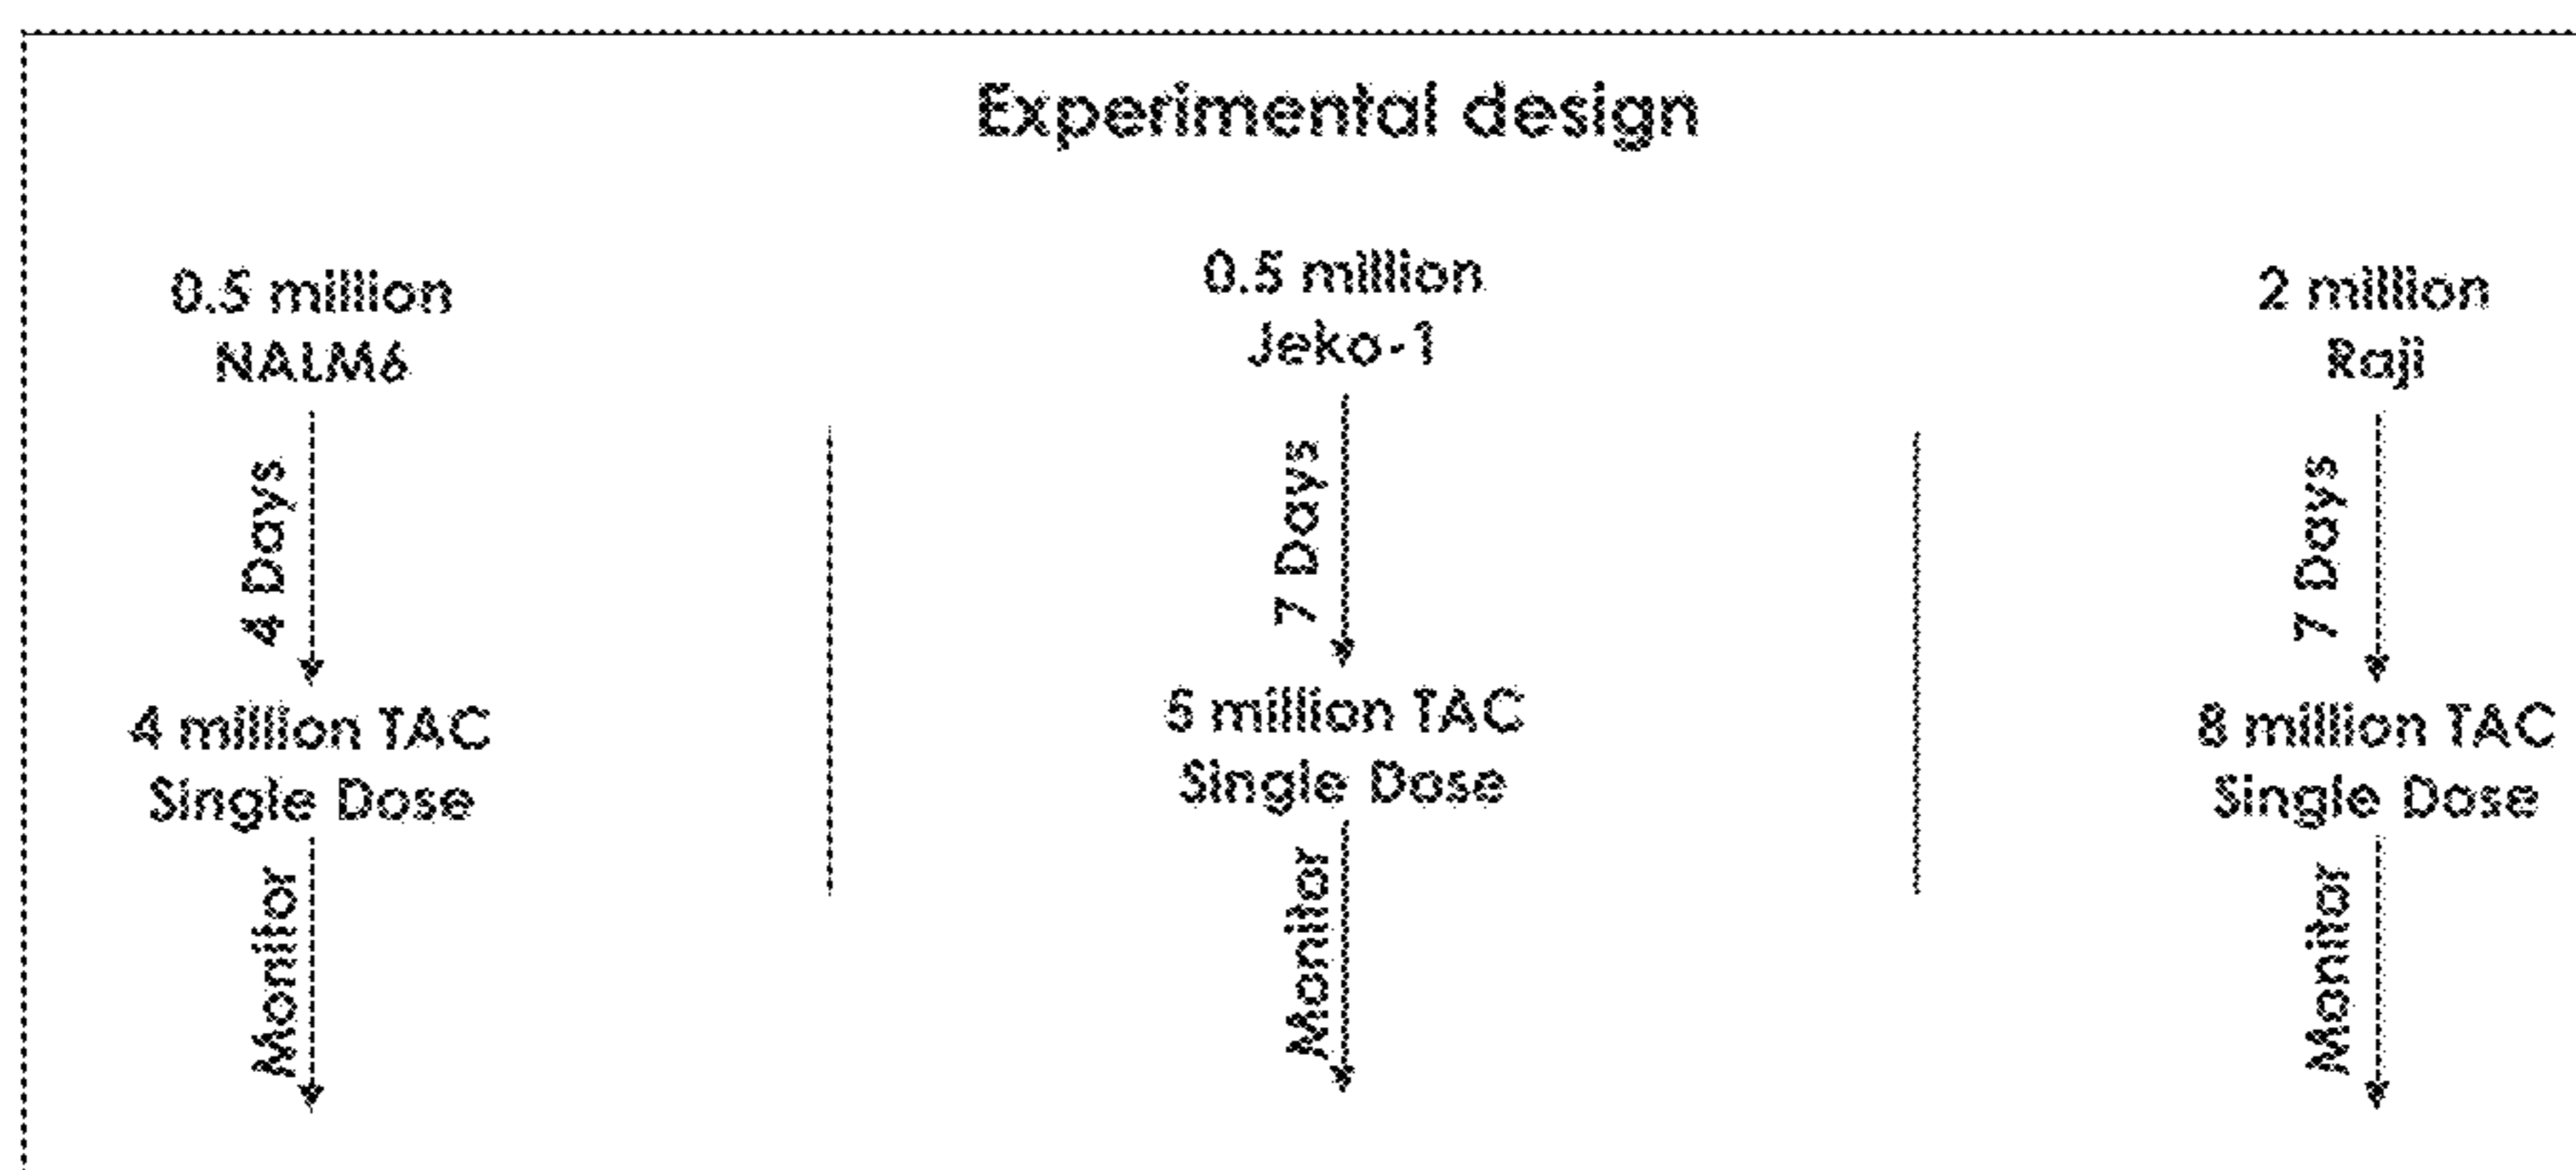 Experimental design
0.5 million
NALM6
4 Days
4 million TAC
Single Dose
Monitor
0.5 million
Jeko-1
7 Days
million TAC
Single Dose
Monitor
2 million
Raji
7 Days
8 million TAC
Single Dose
Monitor